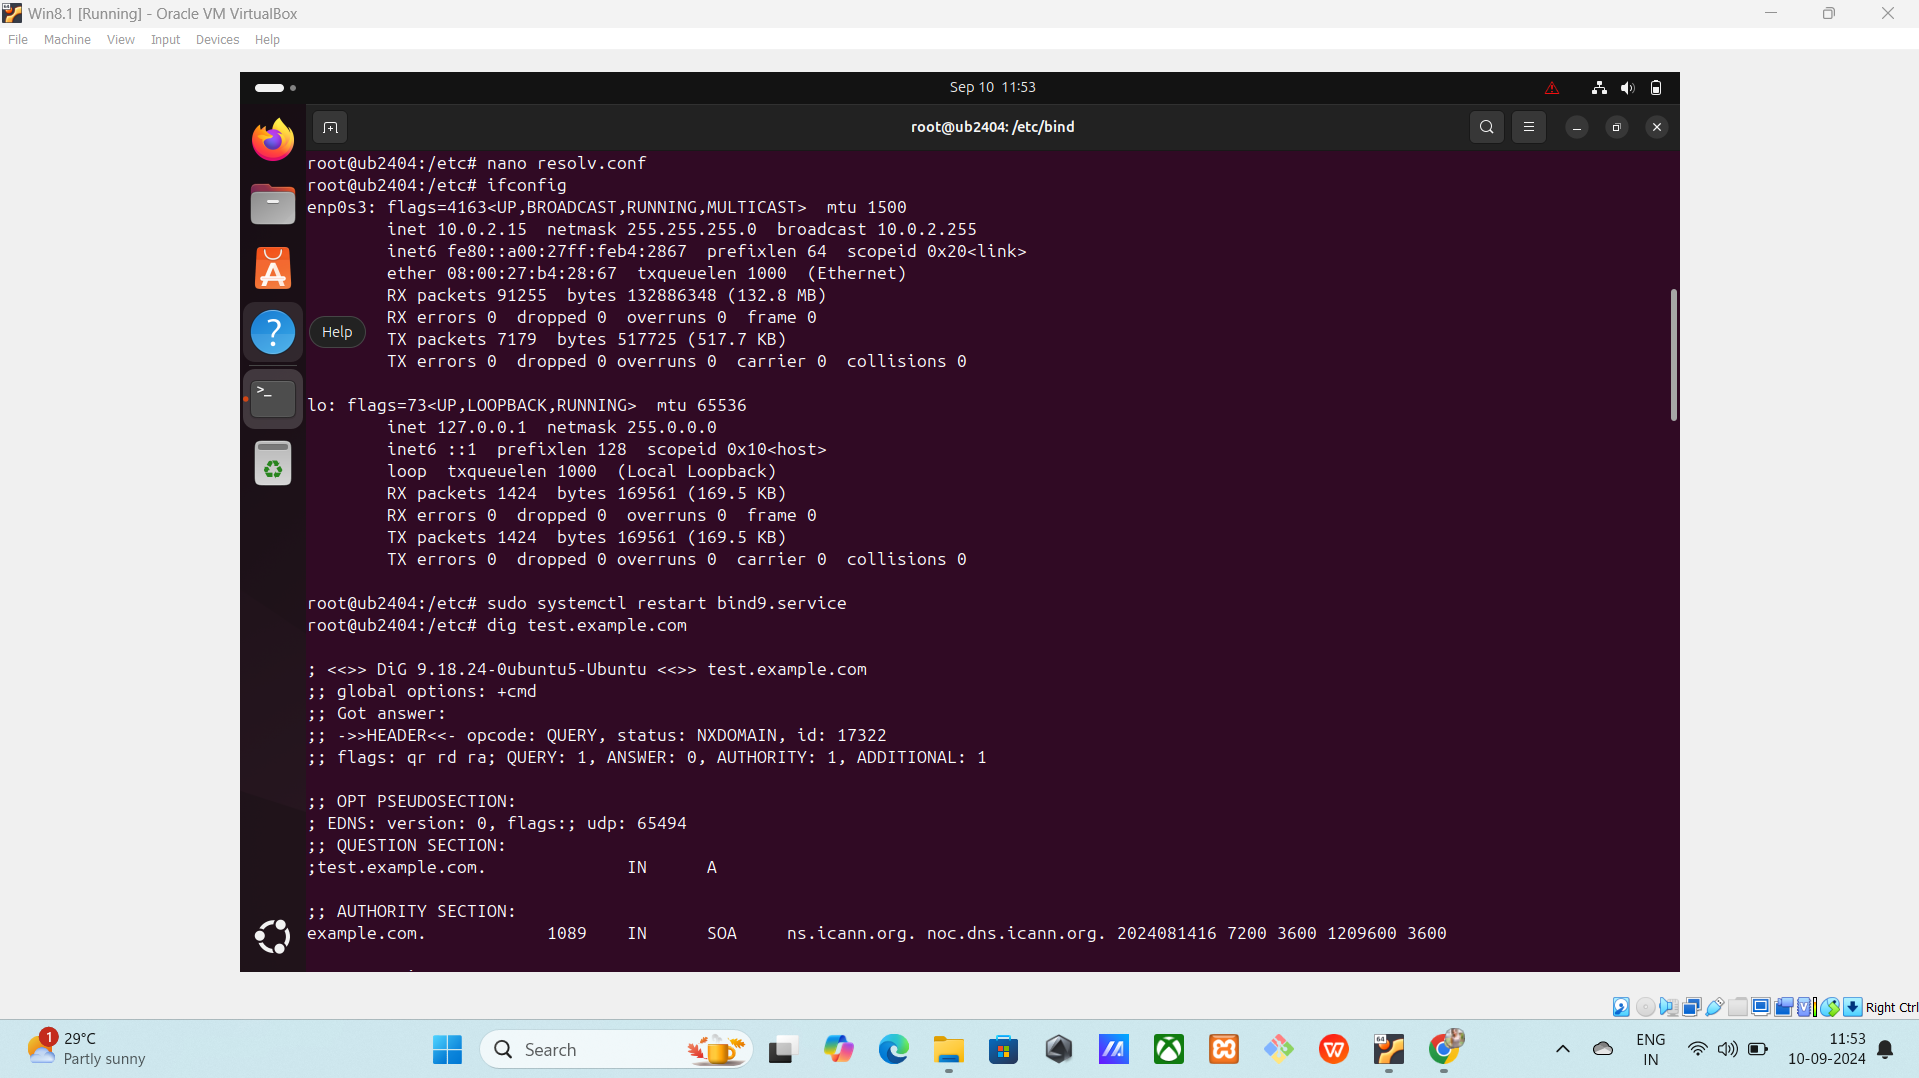 Win8.1 [Running] - Oracle VM VirtualBox
File Machine View Input Devices Help
Sep 10 11:53
root@ub2404: /etc/bind
root@ub2404:/etc# nano resolv.conf
root@ub2404:/etc# ifconfig
enp0s3: flags=4163<UP,BROADCAST,RUNNING,MULTICAST>  mtu 1500
        inet 10.0.2.15  netmask 255.255.255.0  broadcast 10.0.2.255
        inet6 fe80::a00:27ff:feb4:2867  prefixlen 64  scopeid 0x20<link>
        ether 08:00:27:b4:28:67  txqueuelen 1000  (Ethernet)
        RX packets 91255  bytes 132886348 (132.8 MB)
        RX errors 0  dropped 0  overruns 0  frame 0
Help
        TX packets 7179  bytes 517725 (517.7 KB)
        TX errors 0  dropped 0 overruns 0  carrier 0  collisions 0
lo: flags=73<UP,LOOPBACK,RUNNING>  mtu 65536
        inet 127.0.0.1  netmask 255.0.0.0
        inet6 ::1  prefixlen 128  scopeid 0x10<host>
        loop  txqueuelen 1000  (Local Loopback)
        RX packets 1424  bytes 169561 (169.5 KB)
        RX errors 0  dropped 0  overruns 0  frame 0
        TX packets 1424  bytes 169561 (169.5 KB)
        TX errors 0  dropped 0 overruns 0  carrier 0  collisions 0
root@ub2404:/etc# sudo systemctl restart bind9.service
root@ub2404:/etc# dig test.example.com
; <<>> DiG 9.18.24-0ubuntu5-Ubuntu <<>> test.example.com
;; global options: +cmd
;; Got answer:
;; ->>HEADER<<- opcode: QUERY, status: NXDOMAIN, id: 17322
;; flags: qr rd ra; QUERY: 1, ANSWER: 0, AUTHORITY: 1, ADDITIONAL: 1
;; OPT PSEUDOSECTION:
; EDNS: version: 0, flags:; udp: 65494
;; QUESTION SECTION:
;test.example.com.              IN      A
;; AUTHORITY SECTION:
example.com.            1089    IN      SOA     ns.icann.org. noc.dns.icann.org. 2024081416 7200 3600 1209600 3600
Right Ctrl
1
29°C
Partly sunny
Search
64
ENG
IN
11:53
10-09-2024